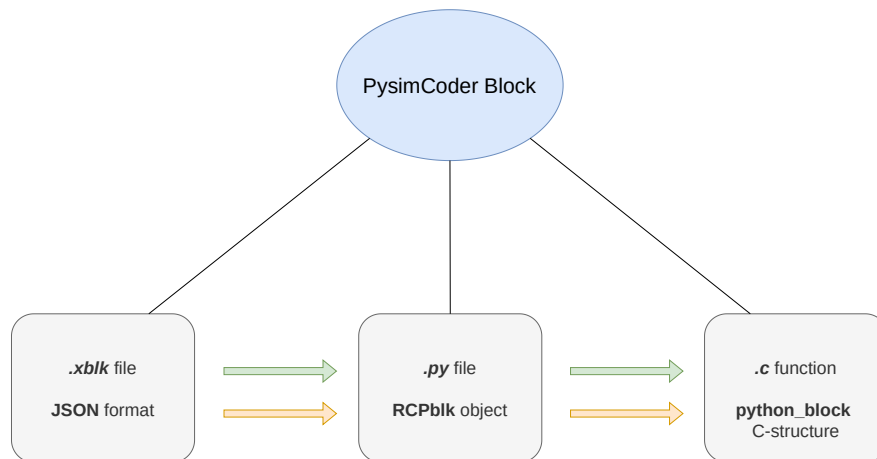 PysimCoder Block
.xblk file
JSON format
.py file
RCPblk object
.c function
python_block
C-structure